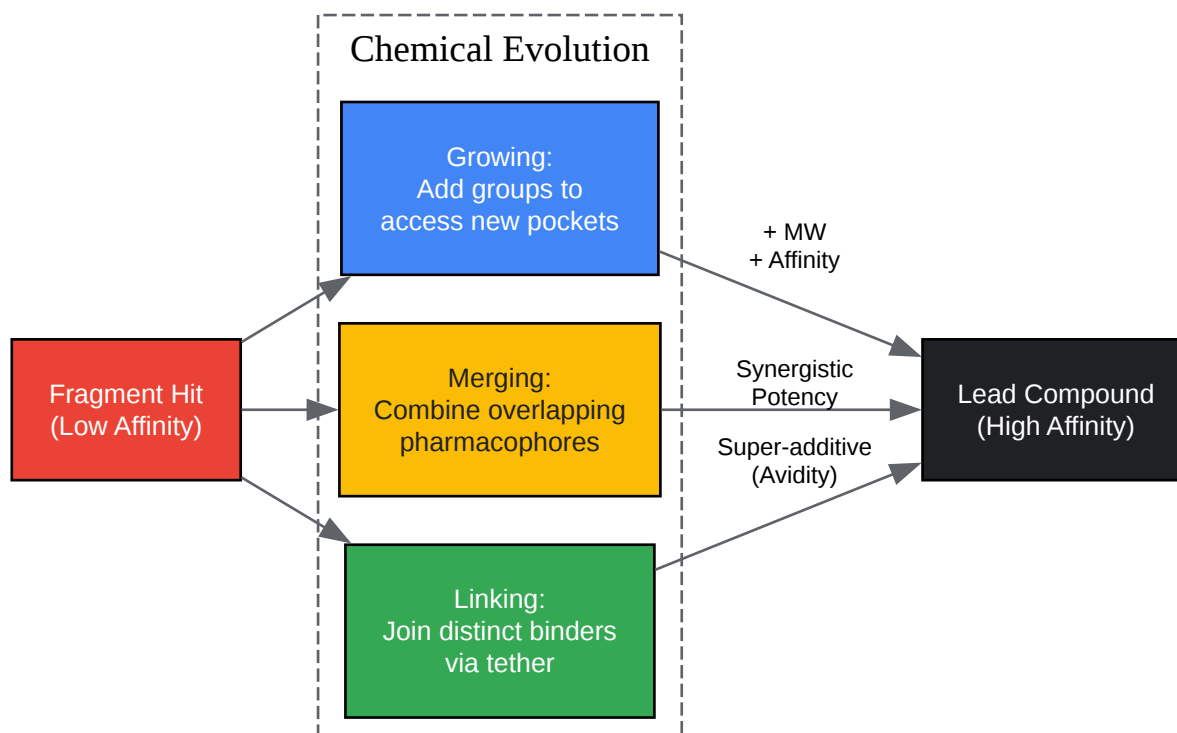 Chemical Evolution
Growing:
Add groups to
access new pockets
+ MW
+ Affinity
Fragment Hit
(Low Affinity)
Merging:
Combine overlapping
pharmacophores
Synergistic
Potency
Lead Compound
(High Affinity)
Super-additive
(Avidity)
Linking:
Join distinct binders
via tether